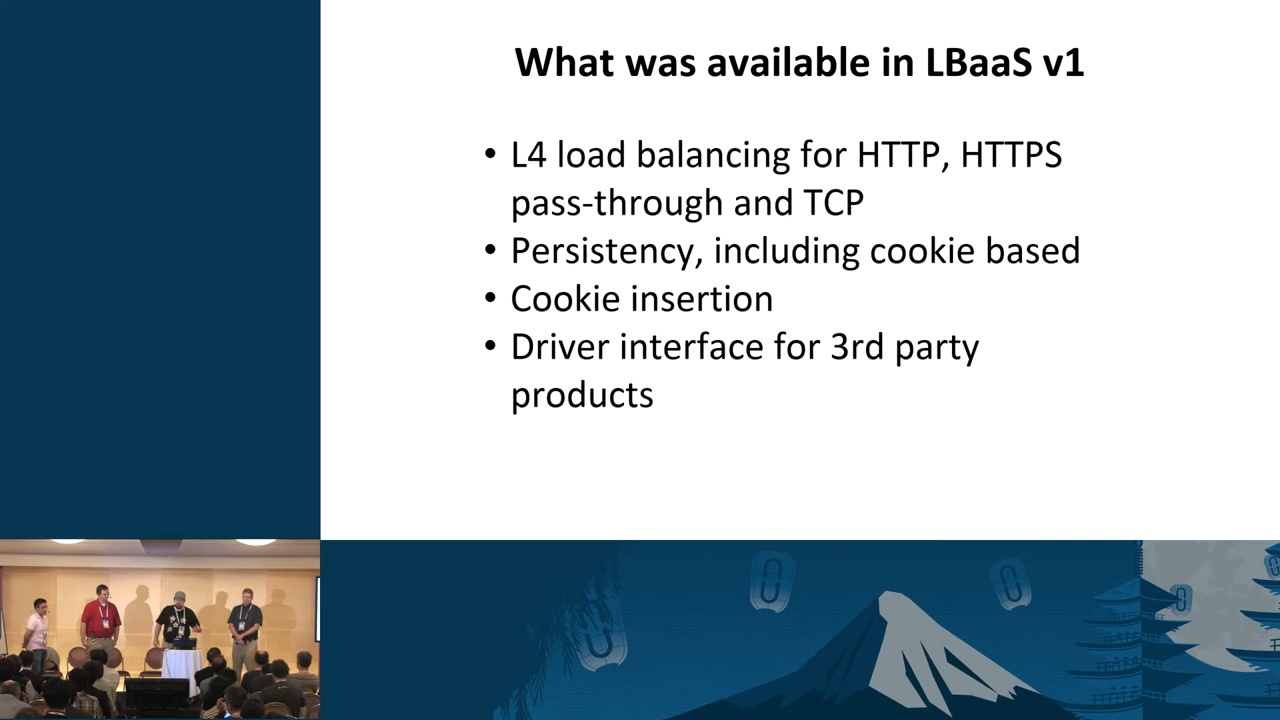 What was available in LBaaS v1
• L4 load balancing for HTTP, HTTPS
pass-through and TCP
• Persistency, including cookie based
• Cookie insertion
• Driver interface for 3rd party
products